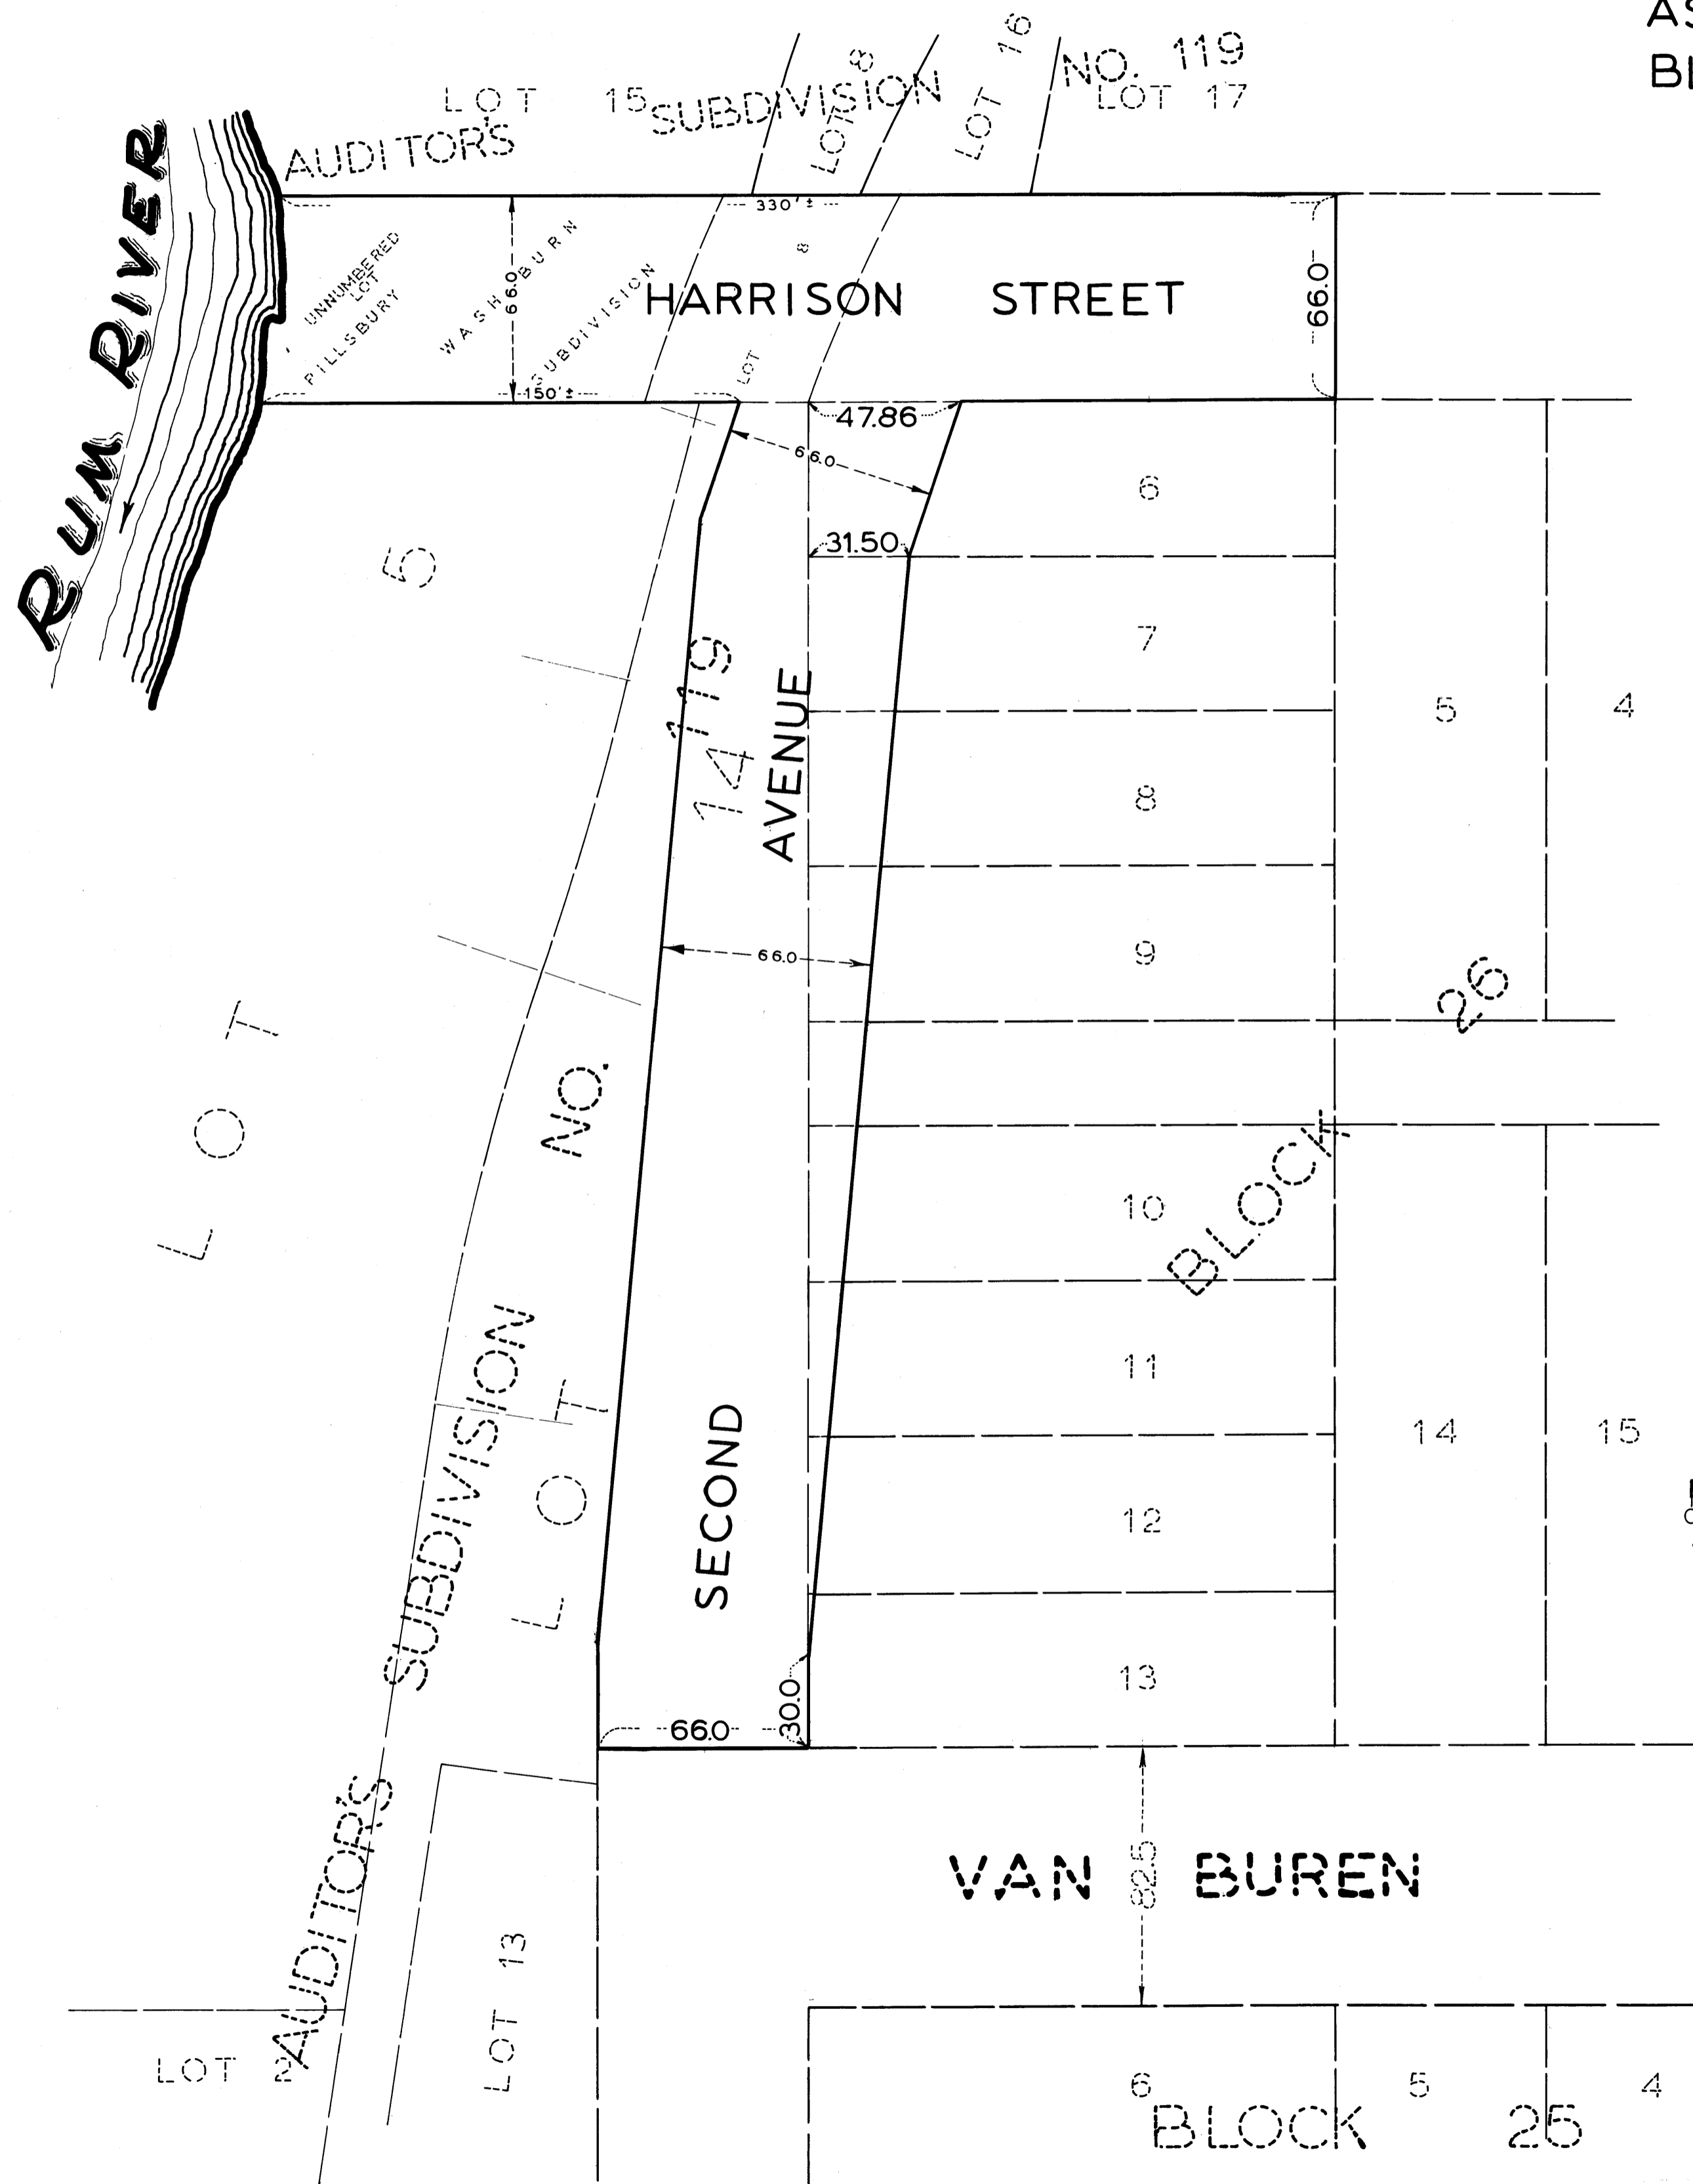 AS
BL
LOT 15
LOT 8
LOT 16
LOT 17
AUDITOR'S SUBDIVISION NO. 119
RUM RIVER
330'±
UNNUMBERED
LOT
PILLSBURY
WASHBURN
SUBDIVISION
66.0
8
LOT
HARRISON STREET
66.0
150'±
47.86
66.0
31.50
6
5
7
119
14
AVENUE
5
4
8
66.0
9
26
LOT
NO.
BLOCK
10
11
SUBDIVISION
LOT
SECOND
14
15
12
13
30.0
66.0
AUDITOR'S
VAN BUREN
82.5
LOT 13
LOT 2
6
5
4
BLOCK 25